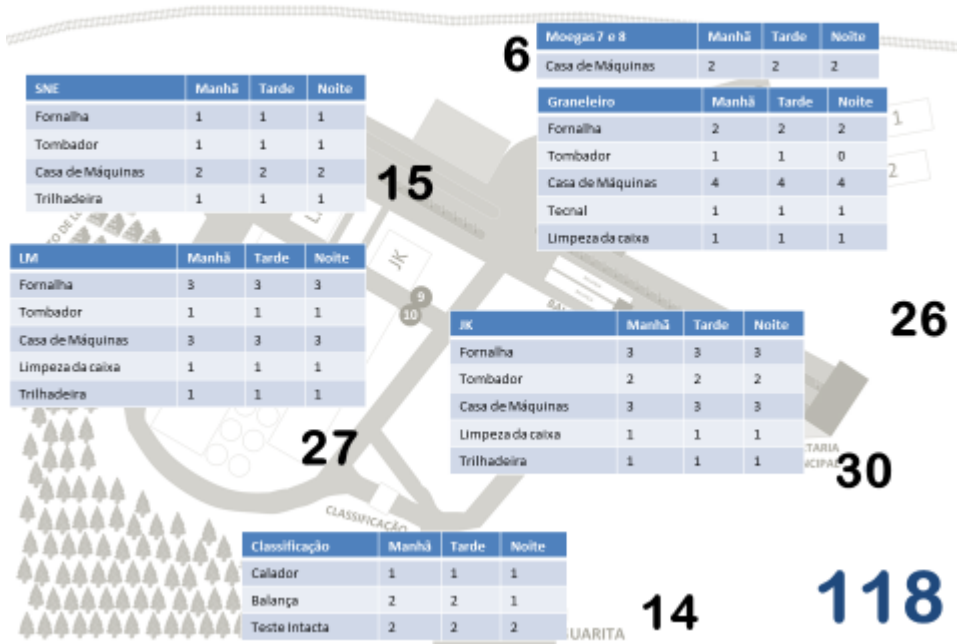 6
Moegas 7 e 8 Manhã Tarde Noite
Casa de Máquinas 2 2 2
SNE Manhã Tarde Noite
Fornalha 1 1 1
Tombador 1 1 1
Casa de Máquinas 2 2 2
Trilhadeira 1 1 1
15
Graneleiro Manhã Tarde Noite
Fornalha 2 2 2
Tombador 1 1 0
Casa de Máquinas 4 4 4
Tecnal 1 1 1
Limpeza da caixa 1 1 1
1
2
26
JK
9
10
LM Manhã Tarde Noite
Fornalha 3 3 3
Tombador 1 1 1
Casa de Máquinas 3 3 3
Limpeza da caixa 1 1 1
Trilhadeira 1 1 1
27
JK Manhã Tarde Noite
Fornalha 3 3 3
Tombador 2 2 2
Casa de Máquinas 3 3 3
Limpeza da caixa 1 1 1
Trilhadeira 1 1 1
30
CLASSIFICAÇÃO
Classificação Manhã Tarde Noite
Calador 1 1 1
Balança 2 2 1
Teste Intacta 2 2 2
14
UARITA
118